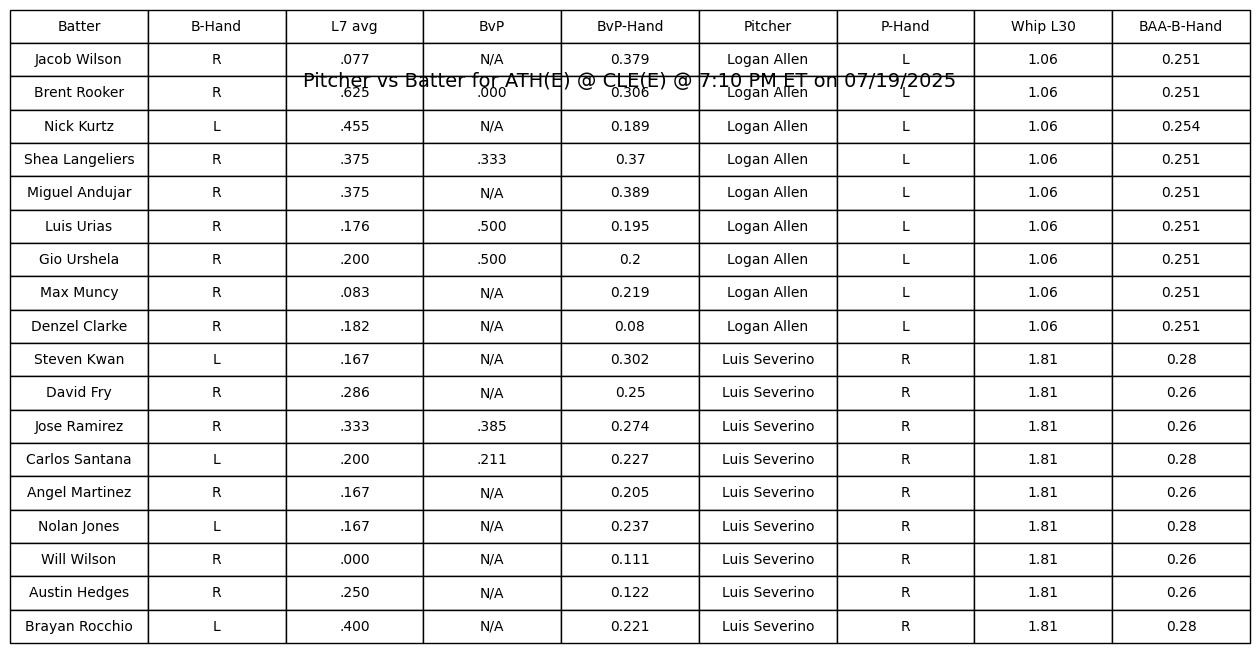 Batter B-Hand L7 avg BvP BvP-Hand Pitcher P-Hand Whip L30 BAA-B-Hand
Jacob Wilson R .077 N/A 0.379 Logan Allen L 1.06 0.251
Pitcher vs Batter for ATH(E) @ CLE(E) @ 7:10 PM ET on 07/19/2025
Brent Rooker R .625 .000 0.306 Logan Allen L 1.06 0.251
Nick Kurtz L .455 N/A 0.189 Logan Allen L 1.06 0.254
Shea Langeliers R .375 .333 0.37 Logan Allen L 1.06 0.251
Miguel Andujar R .375 N/A 0.389 Logan Allen L 1.06 0.251
Luis Urias R .176 .500 0.195 Logan Allen L 1.06 0.251
Gio Urshela R .200 .500 0.2 Logan Allen L 1.06 0.251
Max Muncy R .083 N/A 0.219 Logan Allen L 1.06 0.251
Denzel Clarke R .182 N/A 0.08 Logan Allen L 1.06 0.251
Steven Kwan L .167 N/A 0.302 Luis Severino R 1.81 0.28
David Fry R .286 N/A 0.25 Luis Severino R 1.81 0.26
Jose Ramirez R .333 .385 0.274 Luis Severino R 1.81 0.26
Carlos Santana L .200 .211 0.227 Luis Severino R 1.81 0.28
Angel Martinez R .167 N/A 0.205 Luis Severino R 1.81 0.26
Nolan Jones L .167 N/A 0.237 Luis Severino R 1.81 0.28
Will Wilson R .000 N/A 0.111 Luis Severino R 1.81 0.26
Austin Hedges R .250 N/A 0.122 Luis Severino R 1.81 0.26
Brayan Rocchio L .400 N/A 0.221 Luis Severino R 1.81 0.28